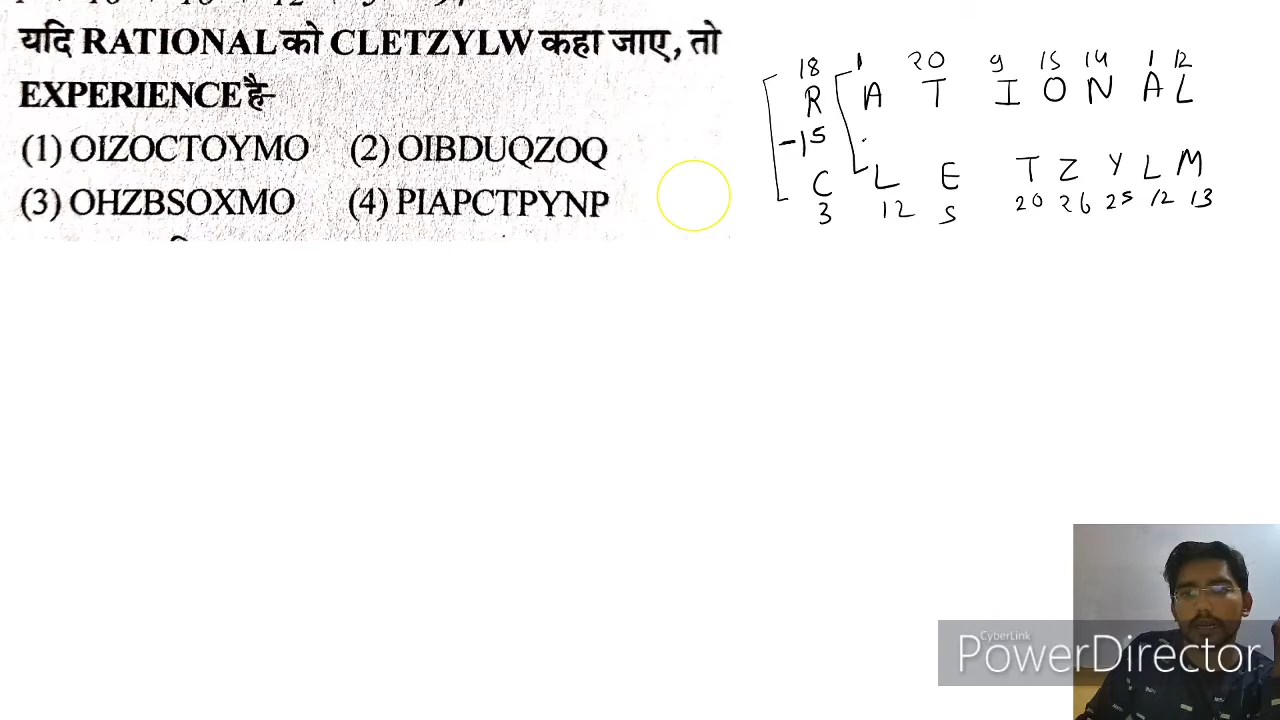 यदि RATIONAL को CLETZYLW कहा जाए, तो
EXPERIENCE है-
(1) OIZOCTOYMO (2) OIBDUQZOQ
(3) OHZBSOXMO (4) PIAPCTPYNP
18 1 20 9 15 14 1 12
R A T I O N A L
-15
C L E T Z Y L M
3 12 5 20 26 25 12 13
CyberLink
PowerDirector